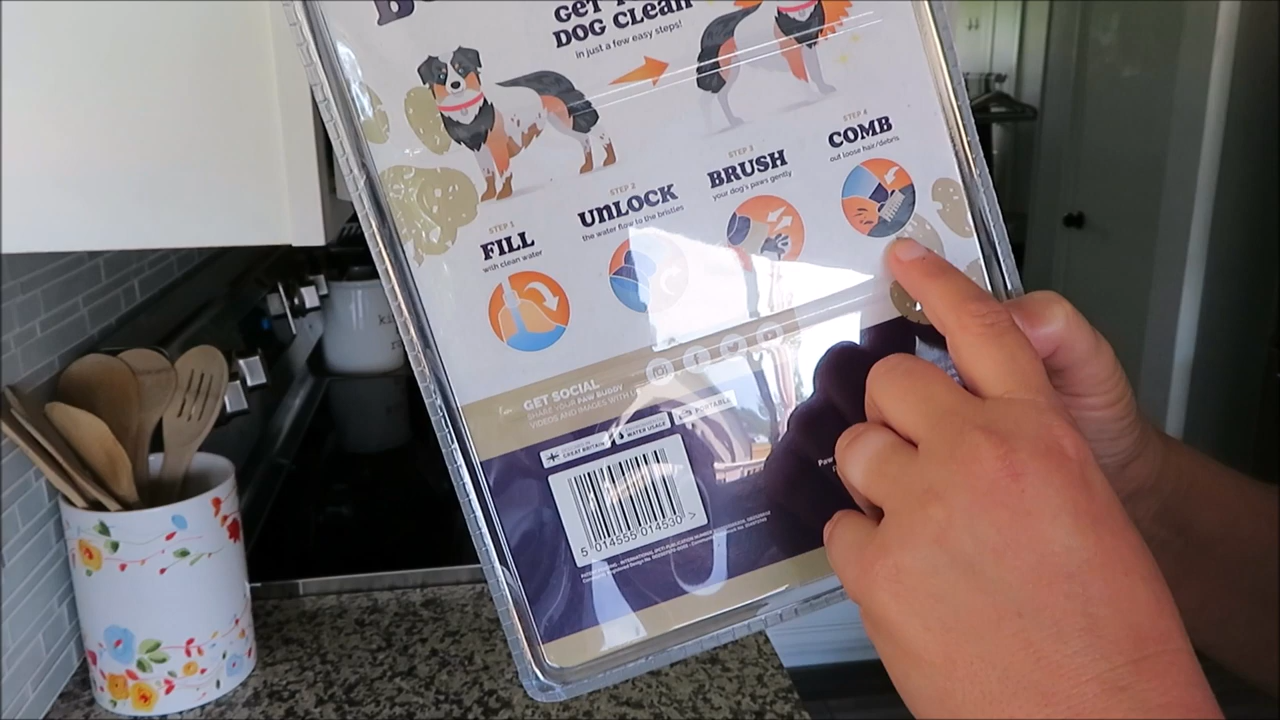 DOG CLEAN
in just a few easy steps!
STEP 1
FILL
with clean water
STEP 2
UNLOCK
the water flow to the bristles
STEP 3
BRUSH
your dog's paws gently
STEP 4
COMB
out loose hair/debris
GET SOCIAL
SHARE YOUR PAW BUDDY
VIDEOS AND IMAGES WITH
GREAT BRITAIN
WATER USAGE
PORTABLE
5 014555 014530 >
Paw